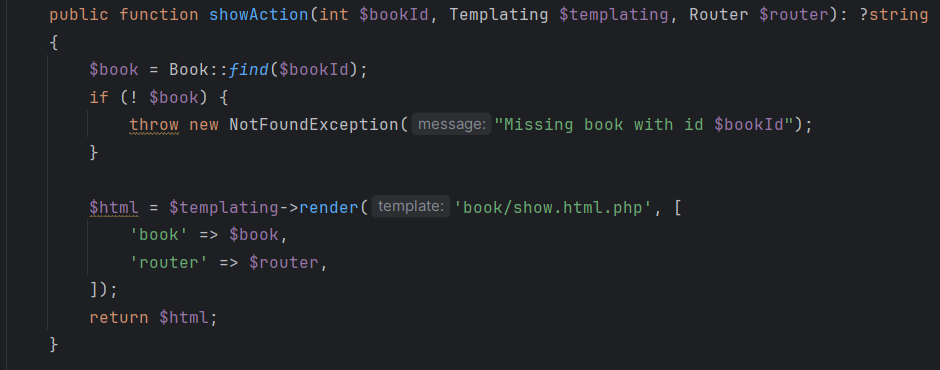 public function showAction(int $bookId, Templating $templating, Router $router): ?string
{
$book = Book::find($bookId);
if (! $book) {
throw new NotFoundException( message: "Missing book with id $bookId");
}
$html = $templating->render( template: 'book/show.html.php', [
'book' => $book,
'router' => $router,
]);
return $html;
}